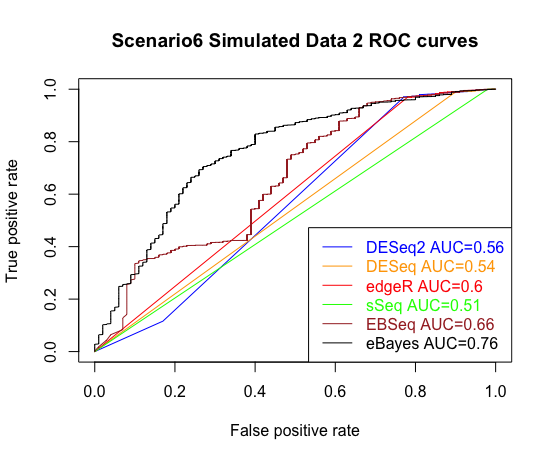 Scenario6 Simulated Data 2 ROC curves
True positive rate
1.0
0.8
0.6
0.4
0.2
0.0
DESeq2 AUC=0.56
DESeq AUC=0.54
edgeR AUC=0.6
sSeq AUC=0.51
EBSeq AUC=0.66
eBayes AUC=0.76
0.0 0.2 0.4 0.6 0.8 1.0
False positive rate